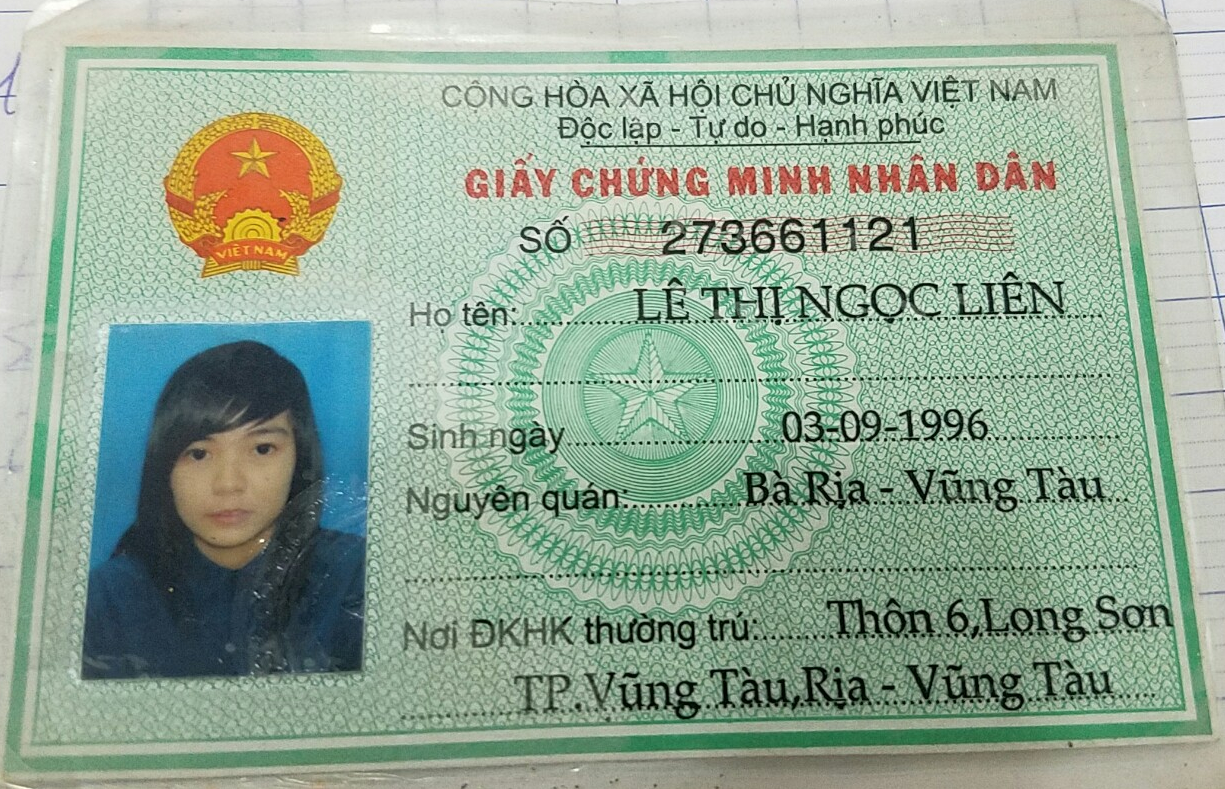 CỘNG HÒA XÃ HỘI CHỦ NGHĨA VIỆT NAM
Độc lập - Tự do - Hạnh phúc
GIẤY CHỨNG MINH NHÂN DÂN
SỐ 273661121
VIỆT NAM
Họ tên: LÊ THỊ NGỌC LIÊN
Sinh ngày 03-09-1996
Nguyên quán: Bà Rịa - Vũng Tàu
Nơi ĐKHK thường trú: Thôn 6,Long Sơn
TP.Vũng Tàu,Rịa - Vũng Tàu